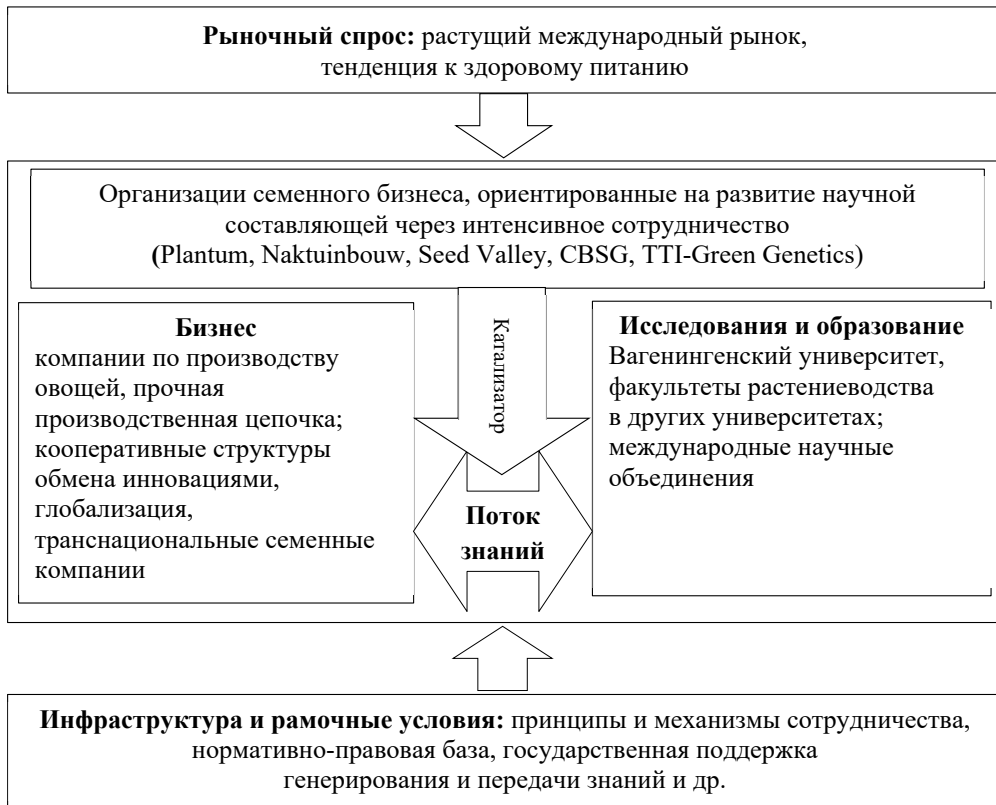 Рыночный спрос: растущий международный рынок,
тенденция к здоровому питанию
Организации семенного бизнеса, ориентированные на развитие научной
составляющей через интенсивное сотрудничество
(Plantum, Naktuinbouw, Seed Valley, CBSG, TTI-Green Genetics)
Бизнес
компании по производству
овощей, прочная
производственная цепочка;
кооперативные структуры
обмена инновациями,
глобализация,
транснациональные семенные
компании
Катализатор
Поток
знаний
Исследования и образование
Вагенингенский университет,
факультеты растениеводства
в других университетах;
международные научные
объединения
Инфраструктура и рамочные условия: принципы и механизмы сотрудничества,
нормативно-правовая база, государственная поддержка
генерирования и передачи знаний и др.